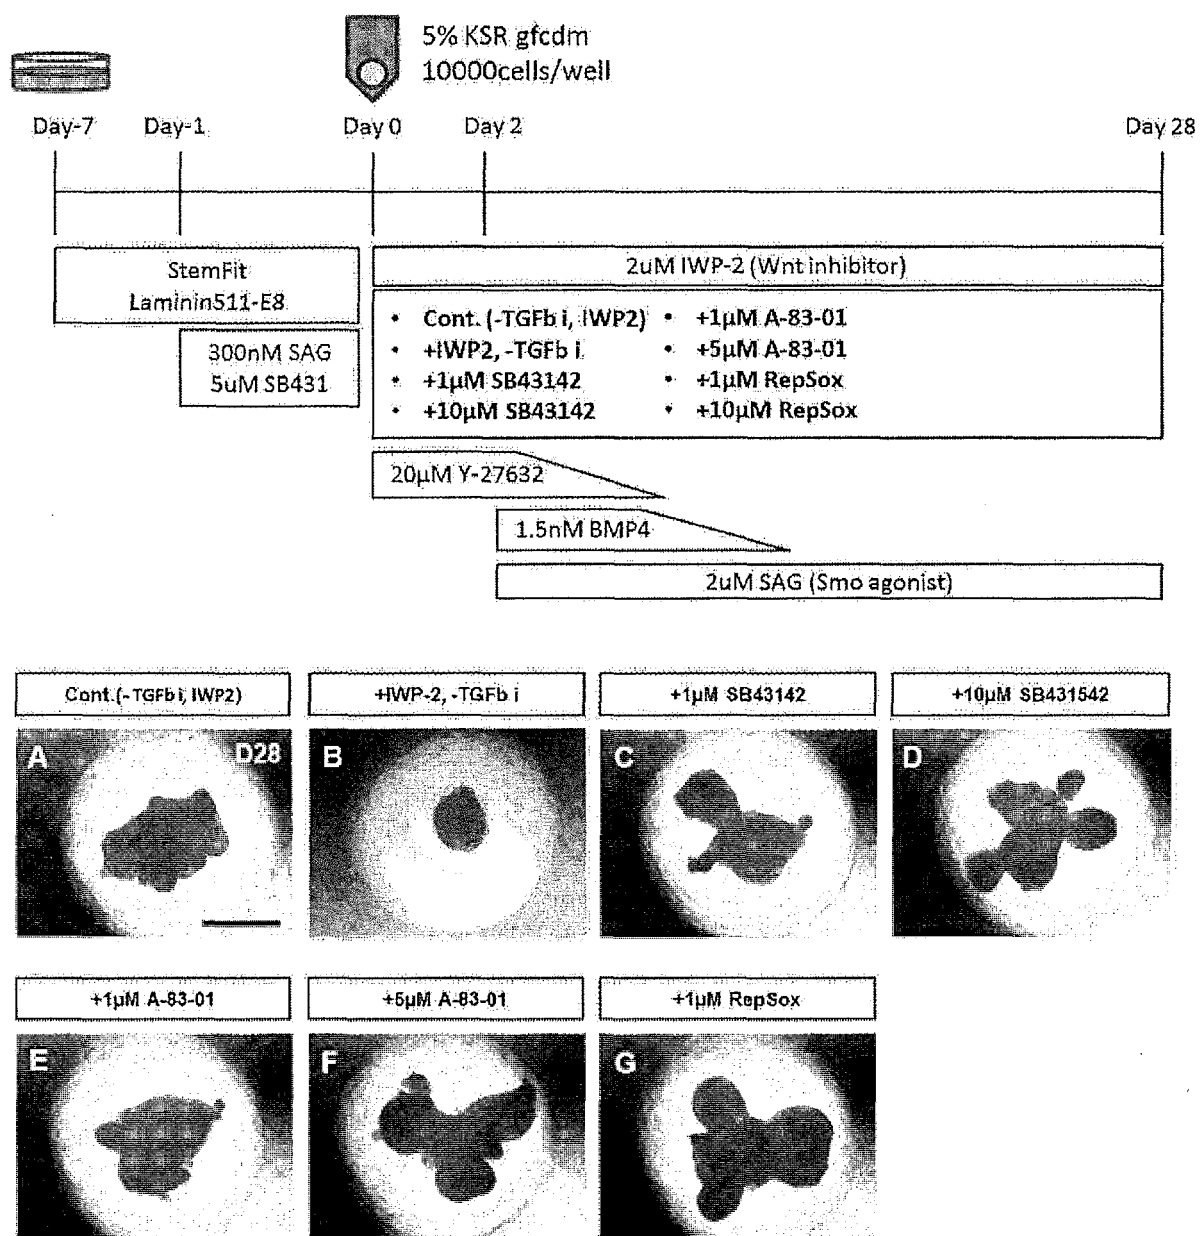 5% KSR gfcdm
10000cells/well
Day-7
Day-1
Day 0
Day 2
Day 28
StemFit
Laminin511-E8
300nM SAG
5uM SB431
2uM IWP-2 (Wnt inhibitor)
• Cont. (-TGFb i, IWP2)
• +IWP2, -TGFb i
• +1µM SB43142
• +10µM SB43142
• +1µM A-83-01
• +5µM A-83-01
• +1µM RepSox
• +10µM RepSox
20µM Y-27632
1.5nM BMP4
2uM SAG (Smo agonist)
Cont.(-TGFb i, IWP2)
+IWP-2, -TGFb i
+1µM SB43142
+10µM SB431542
A
D28
B
C
D
+1µM A-83-01
+5µM A-83-01
+1µM RepSox
E
F
G